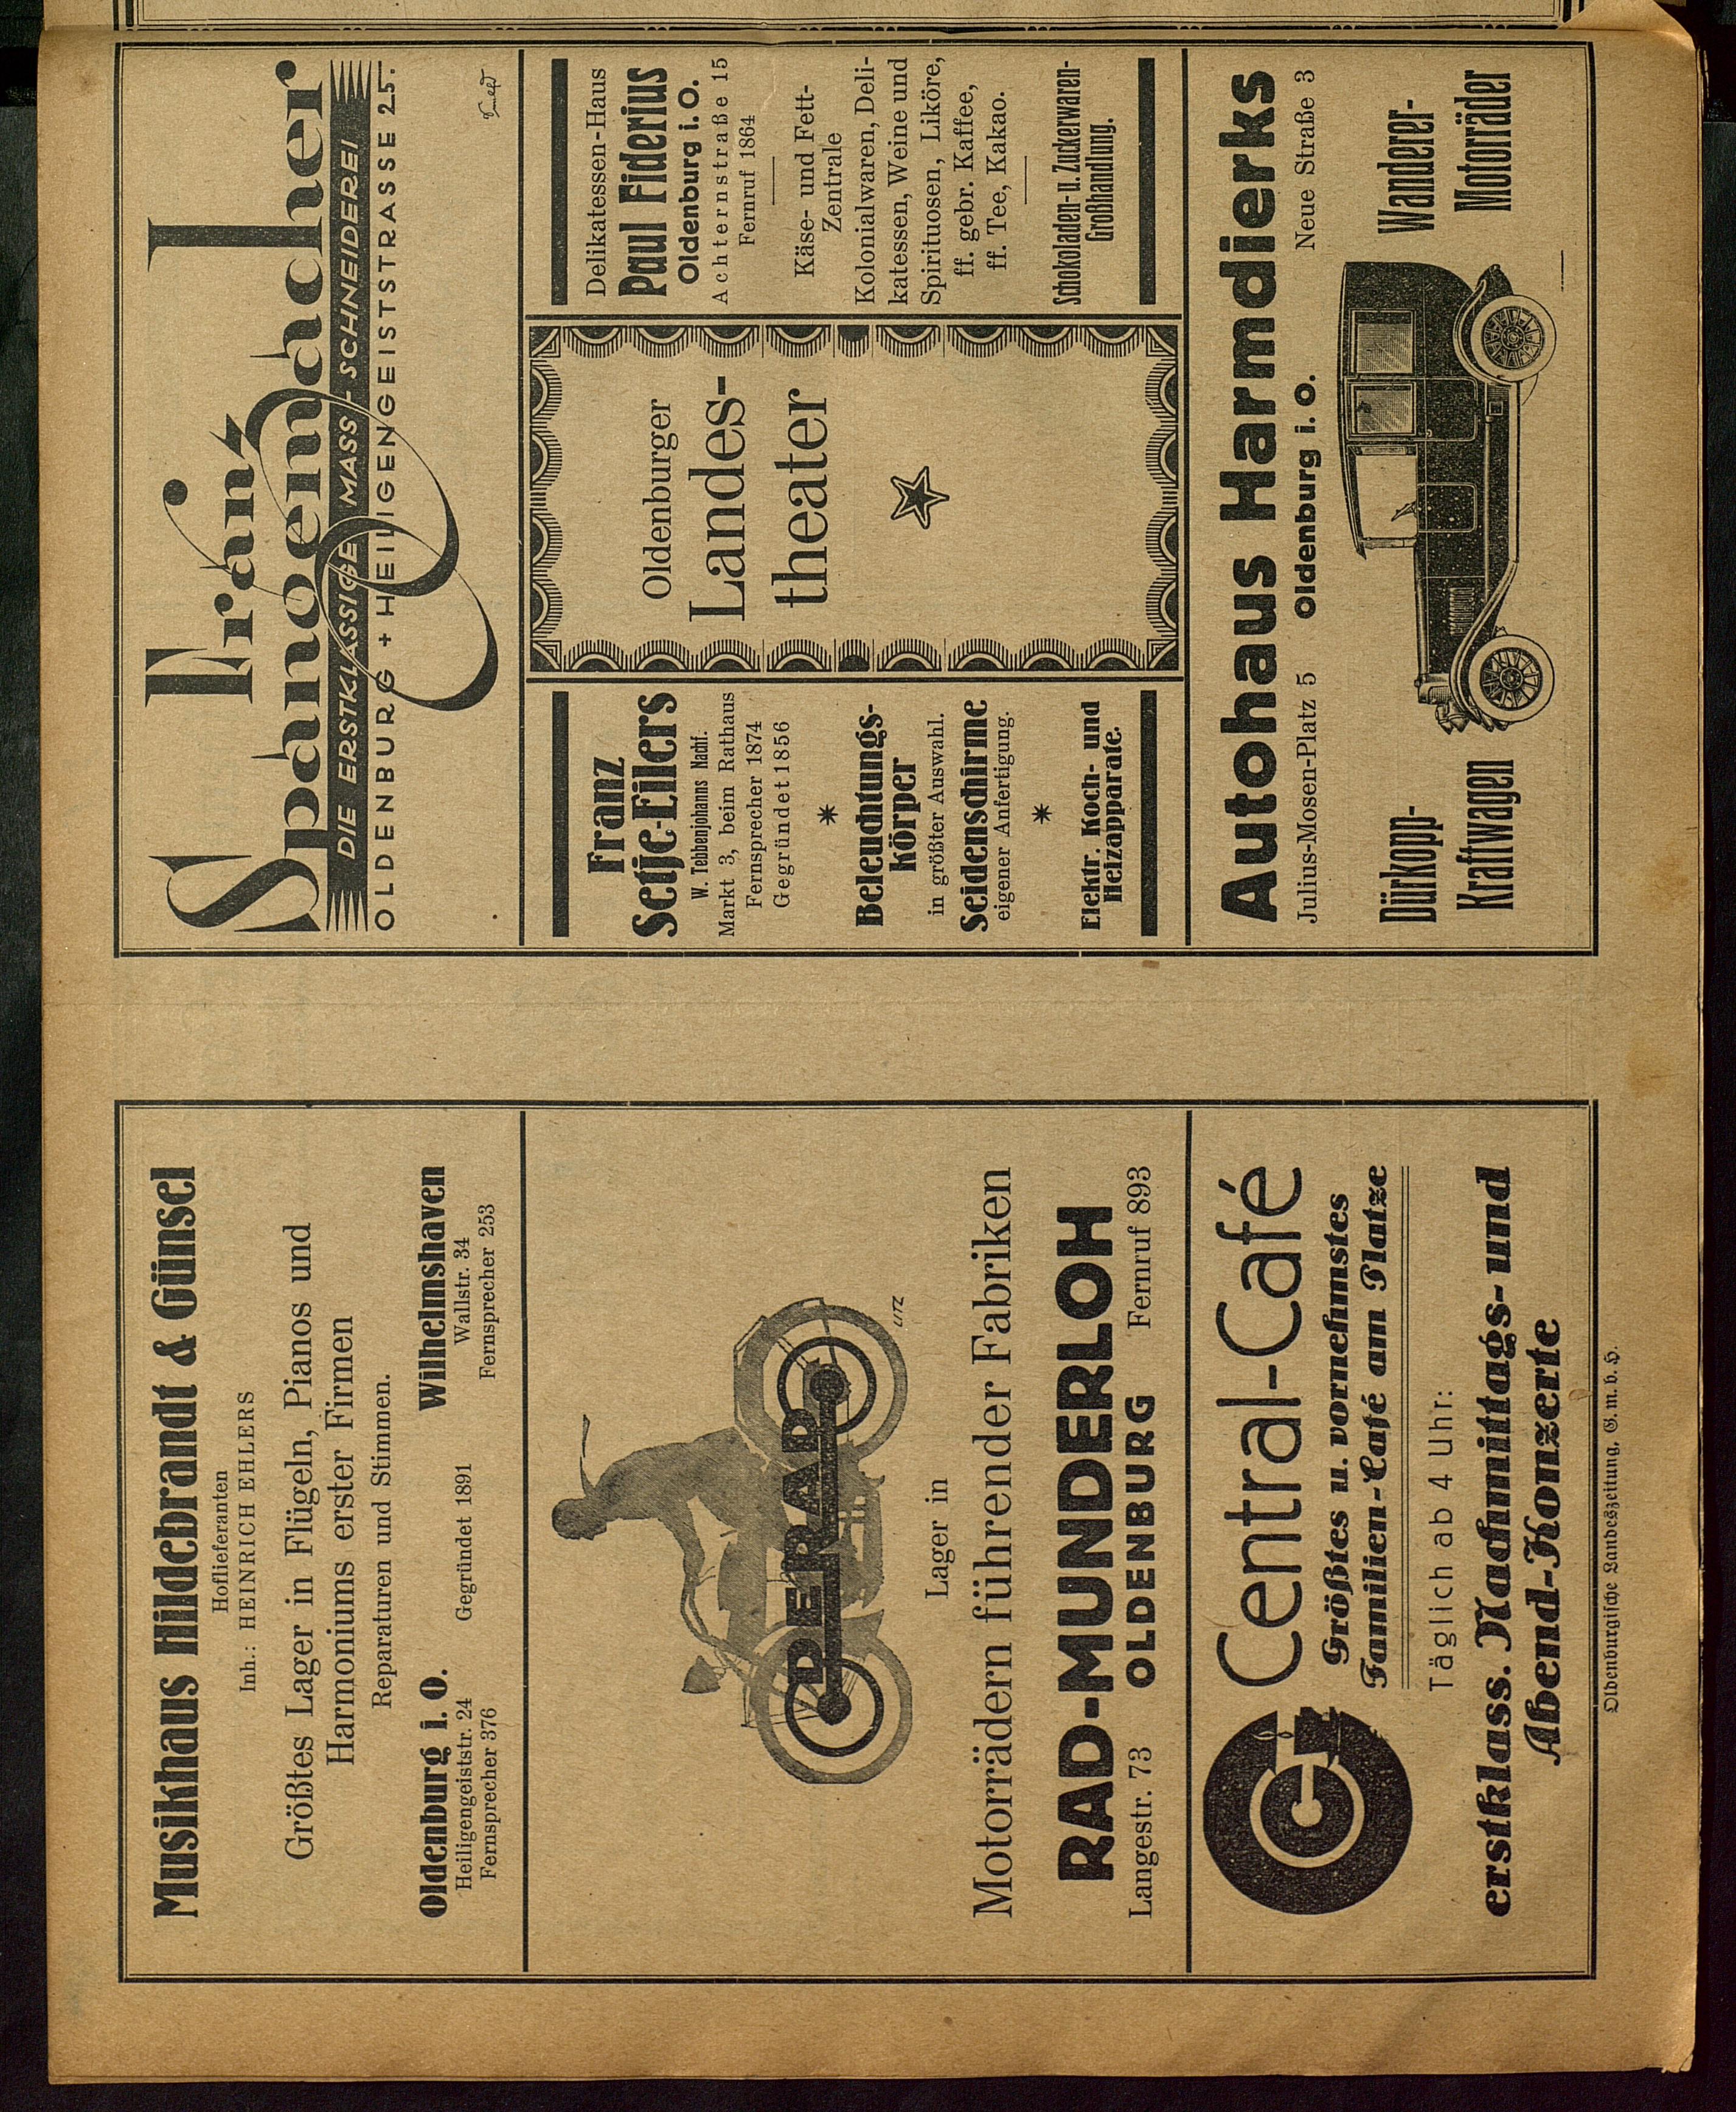 Musikhaus Hildebrandt & Günsel
Hoflieferanten
Inh.: HEINRICH EHLERS
Größtes Lager in Flügeln, Pianos und
Harmoniums erster Firmen
Reparaturen und Stimmen.
Oldenburg i. O.
Heiligengeiststr. 24
Fernsprecher 376
Gegründet 1891
Wilhelmshaven
Wallstr. 34
Fernsprecher 253
DERAD
UTZ
Lager in
Motorrädern führender Fabriken
RAD-MUNDERLOH
Langestr. 73 OLDENBURG Fernruf 893
C
Central-Café
Größtes u. vornehmstes
Familien-Café am Platze
Täglich ab 4 Uhr:
erstklass. Nachmittags- und
Abend-Konzerte
Oldenburgische Landeszeitung, G. m. b. H.
Franz
Spanoemacher
DIE ERSTKLASSIGE MASS-SCHNEIDEREI
OLDENBURG + HEILIGENGEISTSTRASSE 25.
Franz
Setje-Eilers
W. Tebbenjohanns Nachf.
Markt 3, beim Rathaus
Fernsprecher 1874
Gegründet 1856
Beleuchtungs-
Körper
in größter Auswahl.
Seidenschirme
eigener Anfertigung.
Elektr. Koch- und
Heizapparate.
Oldenburger
Landes-
theater
Delikatessen-Haus
Paul Fiderius
Oldenburg i. O.
Achternstraße 15
Fernruf 1864
Käse- und Fett-
Zentrale
Kolonialwaren, Deli-
katessen, Weine und
Spirituosen, Liköre,
ff. gebr. Kaffee,
ff. Tee, Kakao.
Schokoladen- u. Zuckerwaren-
Großhandlung.
Autohaus Harmdierks
Julius-Mosen-Platz 5 Oldenburg i. O. Neue Straße 3
Dürkopp-
Kraftwagen
Wanderer-
Motorräder